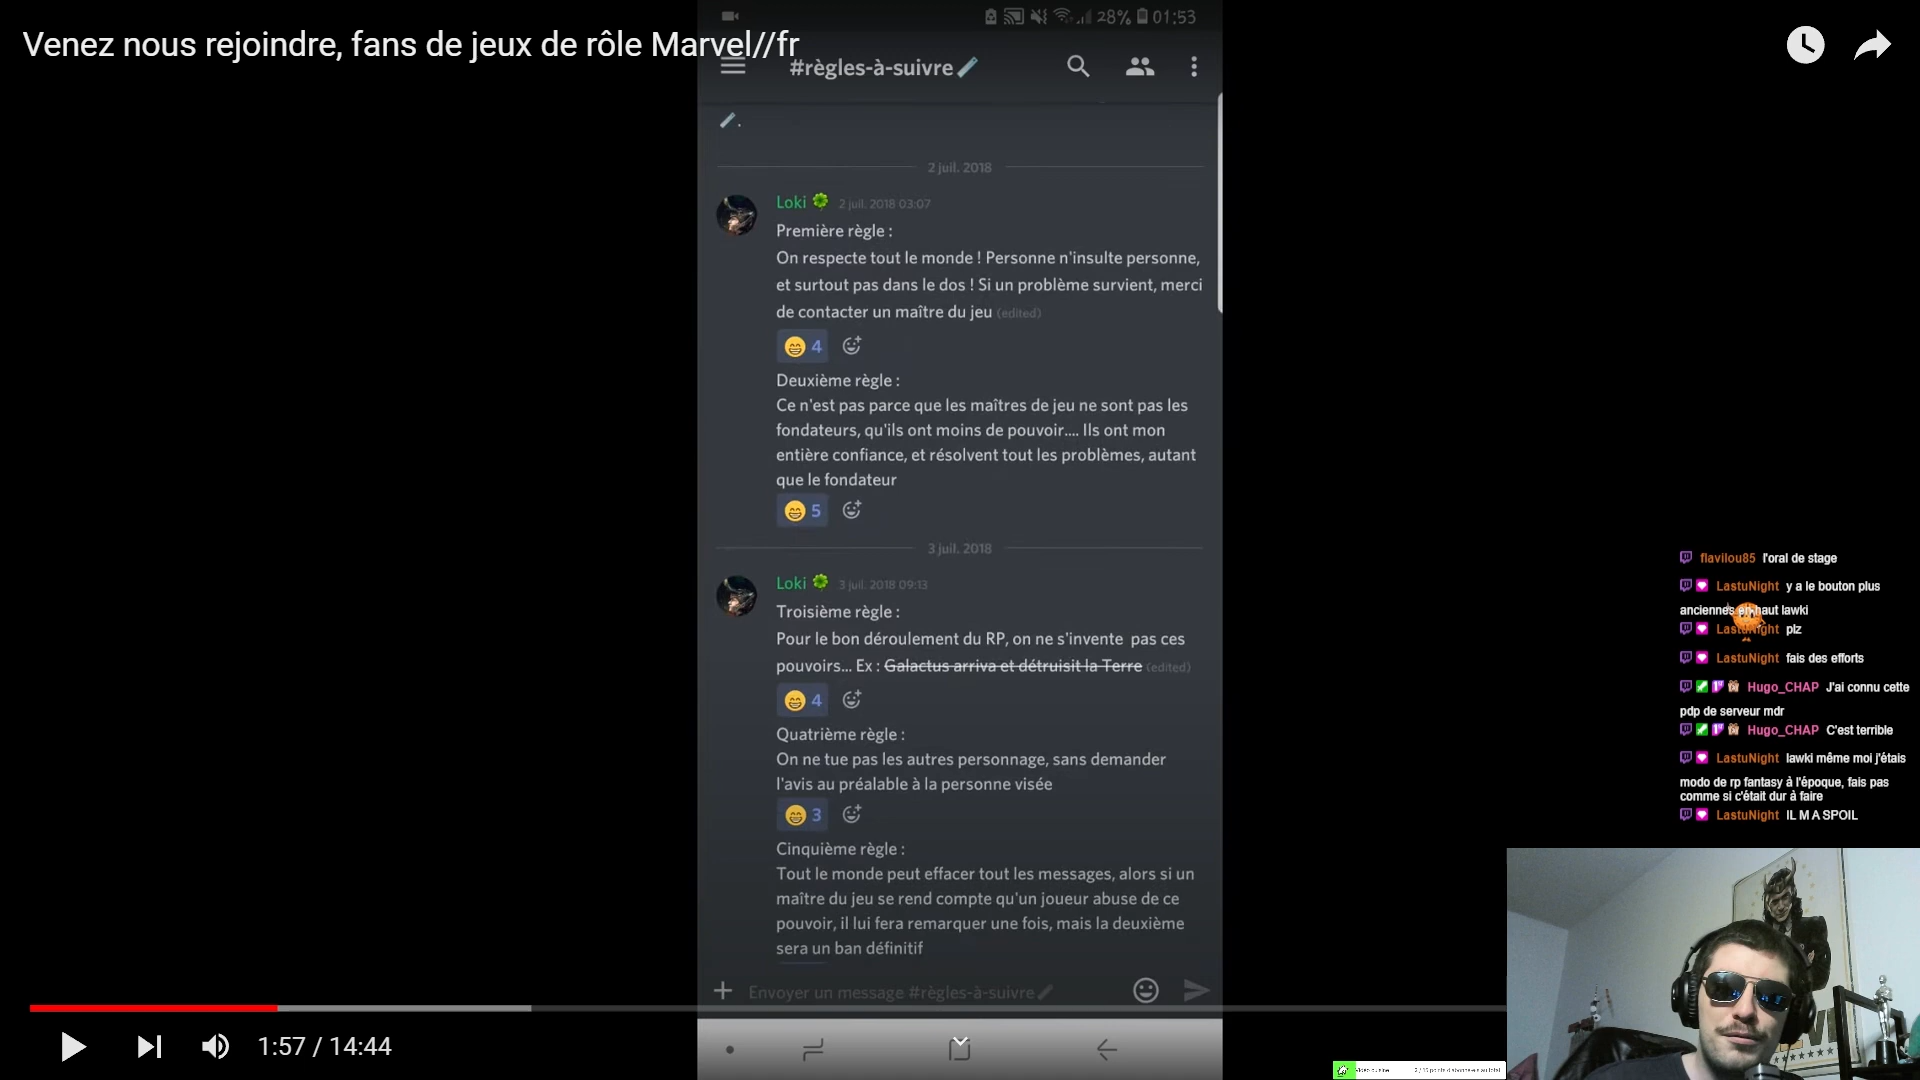 Venez nous rejoindre, fans de jeux de rôle Marvel//fr
28% 01:53
#règles-à-suivre
.
2 juil. 2018
Loki 2 juil. 2018 03:07
Première règle :
On respecte tout le monde ! Personne n'insulte personne,
et surtout pas dans le dos ! Si un problème survient, merci
de contacter un maître du jeu (edited)
4
Deuxième règle :
Ce n'est pas parce que les maîtres de jeu ne sont pas les
fondateurs, qu'ils ont moins de pouvoir.... Ils ont mon
entière confiance, et résolvent tout les problèmes, autant
que le fondateur
5
3 juil. 2018
Loki 3 juil. 2018 09:13
Troisième règle :
Pour le bon déroulement du RP, on ne s'invente pas ces
pouvoirs... Ex : Galactus arriva et détruisit la Terre (edited)
4
Quatrième règle :
On ne tue pas les autres personnage, sans demander
l'avis au préalable à la personne visée
3
Cinquième règle :
Tout le monde peut effacer tout les messages, alors si un
maître du jeu se rend compte qu'un joueur abuse de ce
pouvoir, il lui fera remarquer une fois, mais la deuxième
sera un ban définitif
Envoyer un message #règles-à-suivre
1:57 / 14:44
flavilou85 l'oral de stage
LastuNight y a le bouton plus
anciennes en haut lawki
LastuNight plz
LastuNight fais des efforts
Hugo_CHAP J'ai connu cette
pdp de serveur mdr
Hugo_CHAP C'est terrible
LastuNight lawki même moi j'étais
modo de rp fantasy à l'époque, fais pas
comme si c'était dur à faire
LastuNight IL M A SPOIL